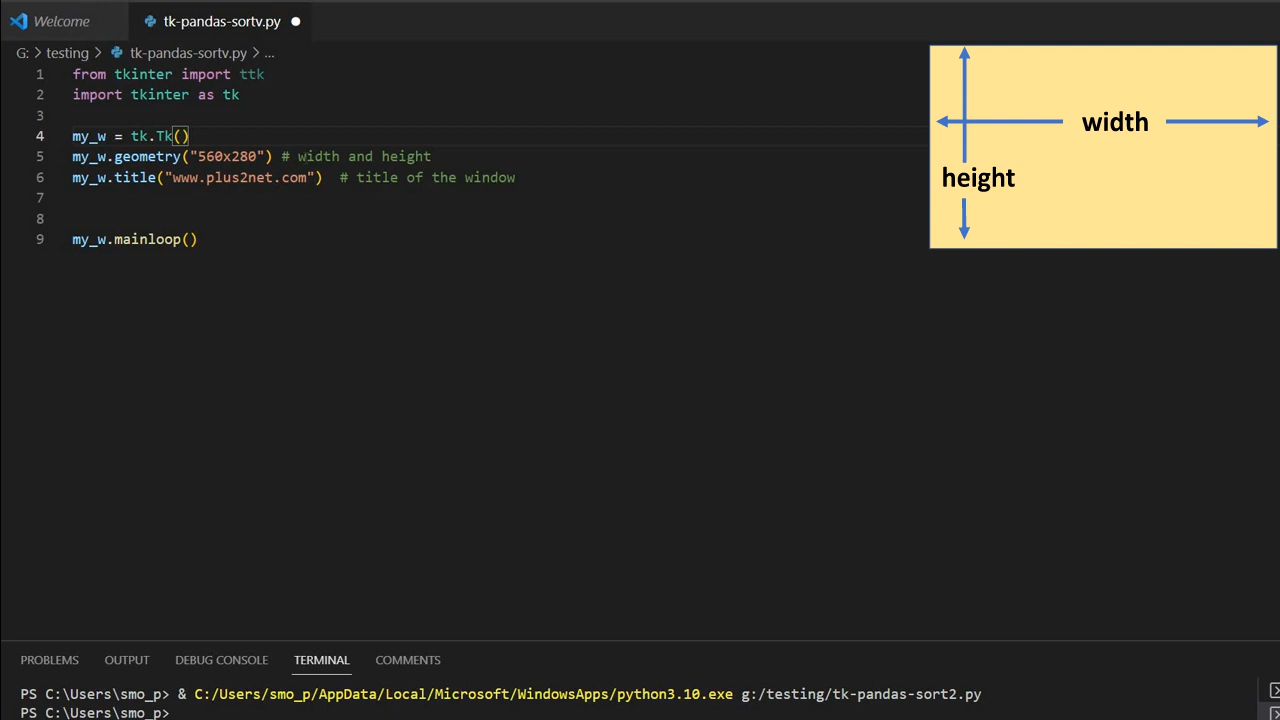 Welcome
tk-pandas-sortv.py
G: > testing > tk-pandas-sortv.py > ...
1 from tkinter import ttk
2 import tkinter as tk
3
4 my_w = tk.Tk()
5 my_w.geometry("560x280") # width and height
6 my_w.title("www.plus2net.com")  # title of the window
7
8
9 my_w.mainloop()
width
height
PROBLEMS OUTPUT DEBUG CONSOLE TERMINAL COMMENTS
PS C:\Users\smo_p> & C:/Users/smo_p/AppData/Local/Microsoft/WindowsApps/python3.10.exe g:/testing/tk-pandas-sort2.py
PS C:\Users\smo_p>